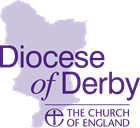 Diocese
of Derby
THE CHURCH
OF ENGLAND